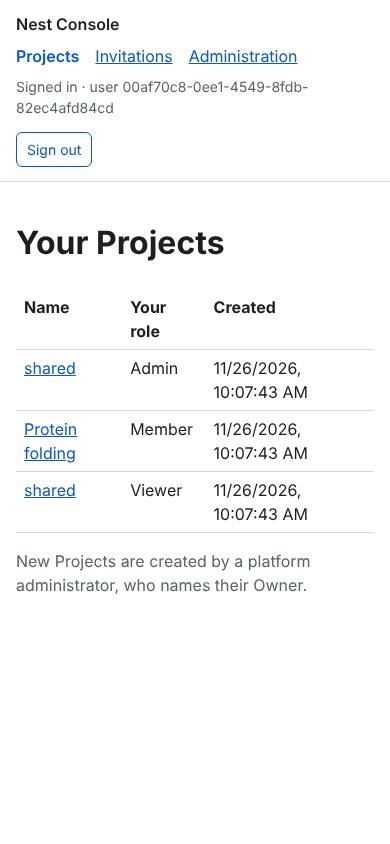 Nest Console
Projects Invitations Administration
Signed in · user 00af70c8-0ee1-4549-8fdb-
82ec4afd84cd
Sign out
Your Projects
Name Your role Created
shared Admin 11/26/2026, 10:07:43 AM
Protein folding Member 11/26/2026, 10:07:43 AM
shared Viewer 11/26/2026, 10:07:43 AM
New Projects are created by a platform
administrator, who names their Owner.